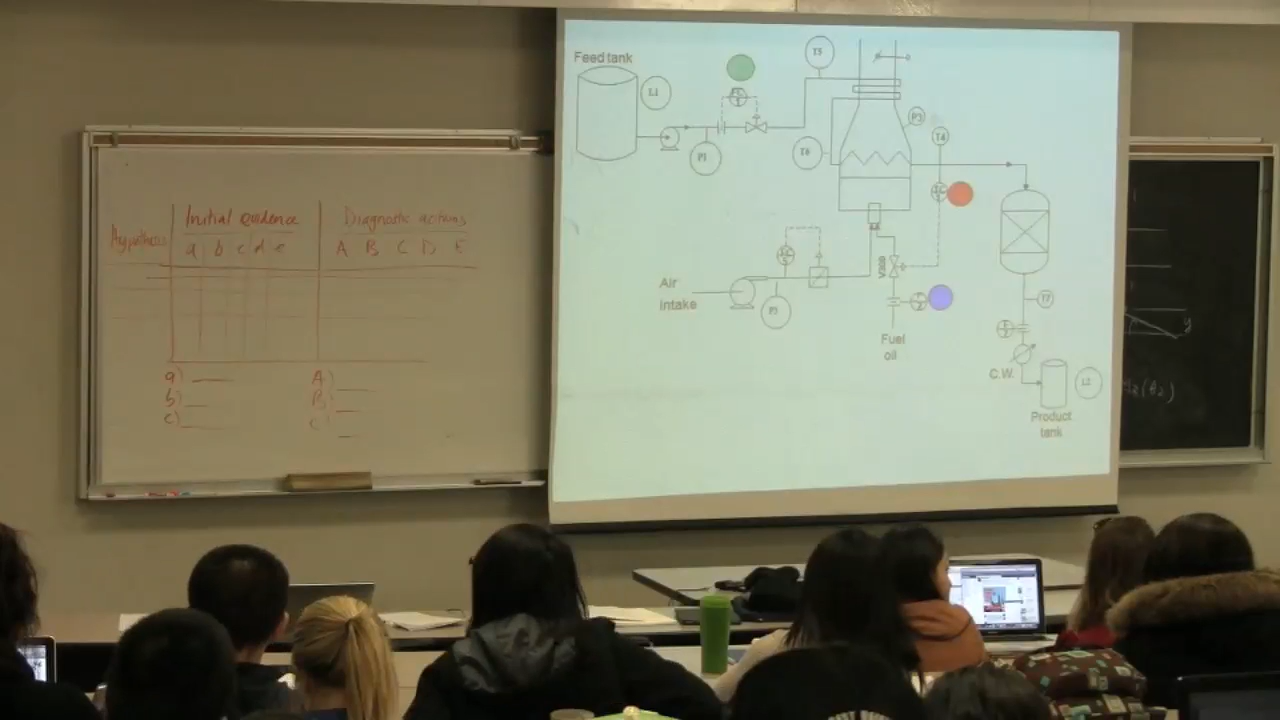 Hypothesis
Initial evidence
a b c d e
Diagnostic actions
A B C D E
a)
b)
c)
A)
B)
C)
Feed tank
L1
P1
T5
T6
P3
T4
Air
intake
V30
Fuel
oil
T7
C.W.
L2
Product
tank
y